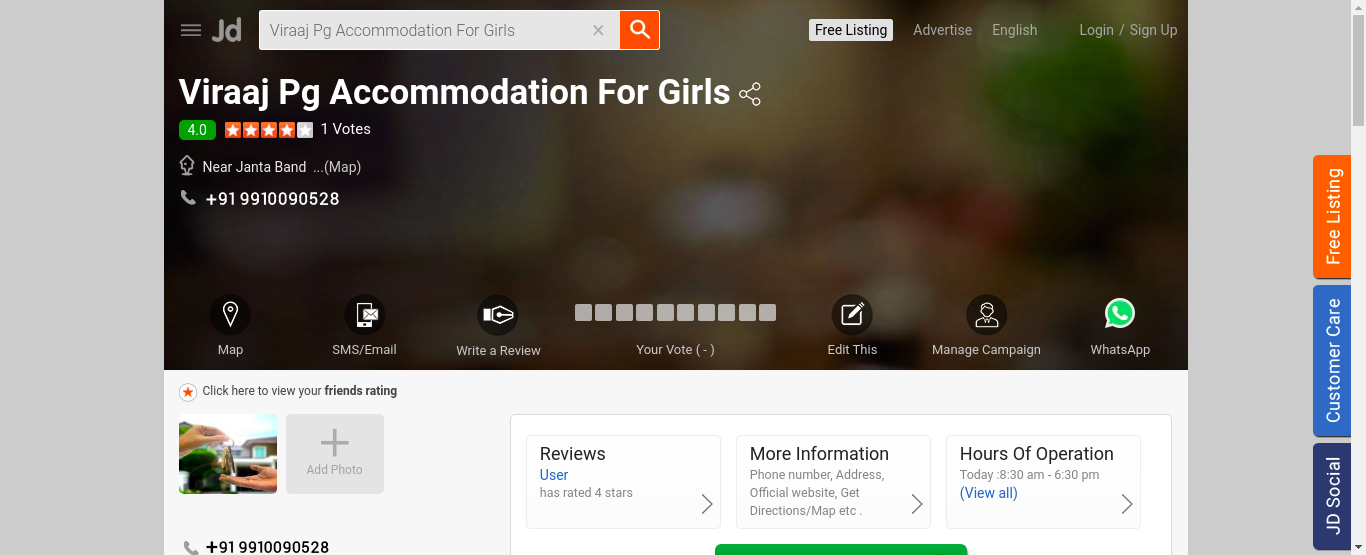 Jd
Viraaj Pg Accommodation For Girls
Free Listing
Advertise
English
Login / Sign Up
Viraaj Pg Accommodation For Girls
4.0
1 Votes
Near Janta Band ...(Map)
+91 9910090528
Map
SMS/Email
Write a Review
Your Vote ( - )
Edit This
Manage Campaign
WhatsApp
Free Listing
Customer Care
JD Social
Click here to view your friends rating
Add Photo
+91 9910090528
Reviews
User
has rated 4 stars
More Information
Phone number, Address,
Official website, Get
Directions/Map etc .
Hours Of Operation
Today :8:30 am - 6:30 pm
(View all)